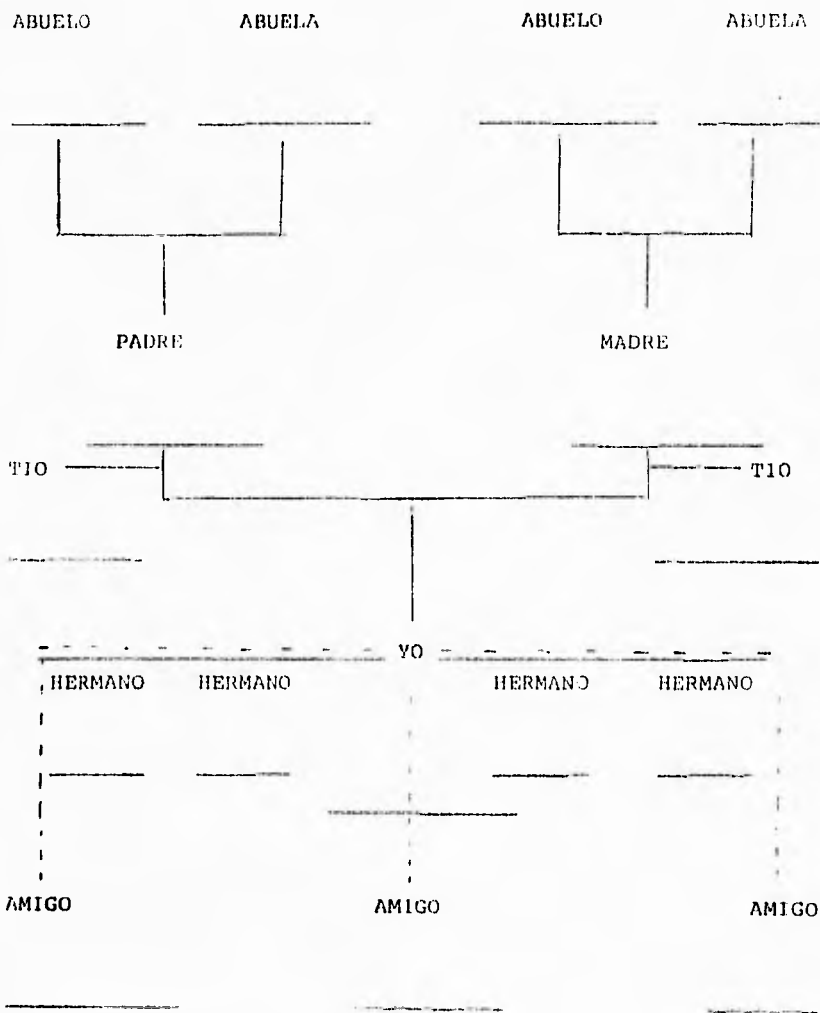 ABUELO ABUELA ABUELO ABUELA
PADRE MADRE
TIO TIO
YO
HERMANO HERMANO HERMANO HERMANO
AMIGO AMIGO AMIGO